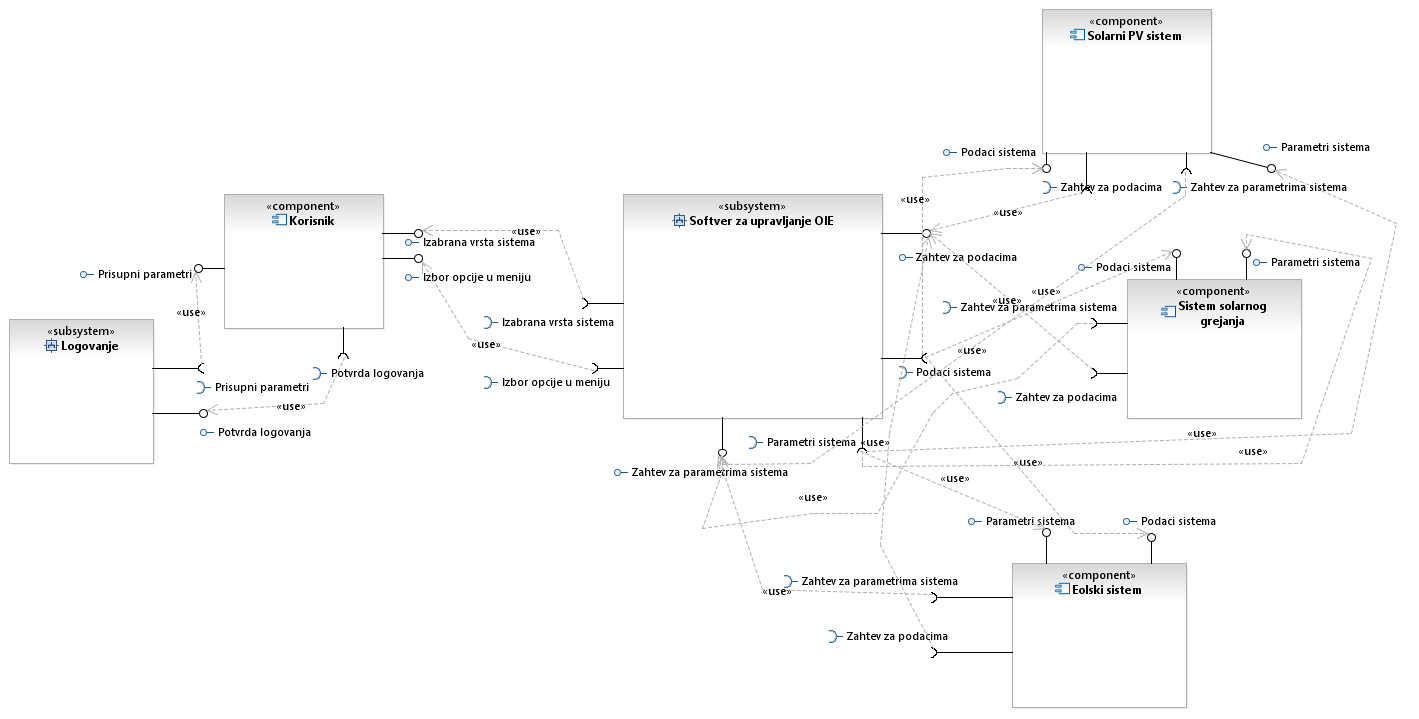 «component»
Solarni PV sistem
Podaci sistema
Parametri sistema
Zahtev za podacima
Zahtev za parametrima sistema
«use»
«use»
«component»
Korisnik
«use»
Izabrana vrsta sistema
Izbor opcije u meniju
Prisupni parametri
«use»
«subsystem»
Softver za upravljanje OIE
Zahtev za podacima
Podaci sistema
Parametri sistema
«component»
Sistem solarnog
grejanja
«use»
«use»
Zahtev za parametrima sistema
Izabrana vrsta sistema
«subsystem»
Logovanje
«use»
«use»
Podaci sistema
Potvrda logovanja
Izbor opcije u meniju
Prisupni parametri
Zahtev za podacima
«use»
Potvrda logovanja
Parametri sistema
«use»
«use»
«use»
«use»
Zahtev za parametrima sistema
«use»
«use»
Parametri sistema
Podaci sistema
«component»
Eolski sistem
Zahtev za parametrima sistema
«use»
Zahtev za podacima